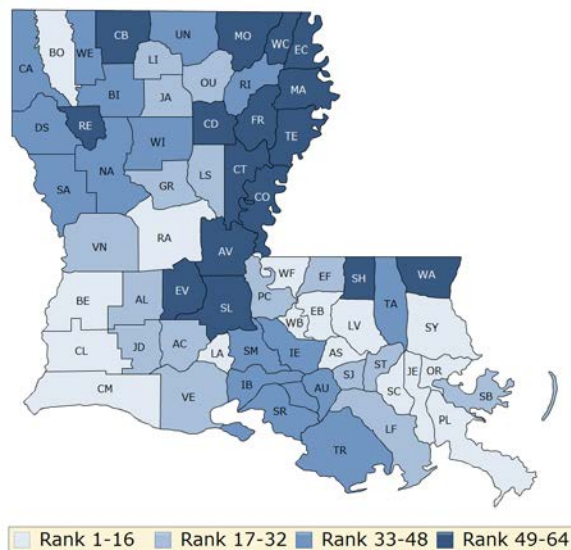 CB
UN
MO
WC
EC
BO
WE
CA
LI
OU
RI
MA
BI
JA
DS
RE
CD
FR
TE
WI
SA
NA
GR
LS
CT
CO
VN
RA
AV
BE
AL
EV
SL
PC
WF
EF
SH
WA
TA
EB
WB
LV
SY
CL
JD
AC
LA
SM
IE
AS
SJ
ST
JE
OR
SC
SB
CM
VE
IB
AU
SR
LF
PL
TR
Rank 1-16 Rank 17-32 Rank 33-48 Rank 49-64